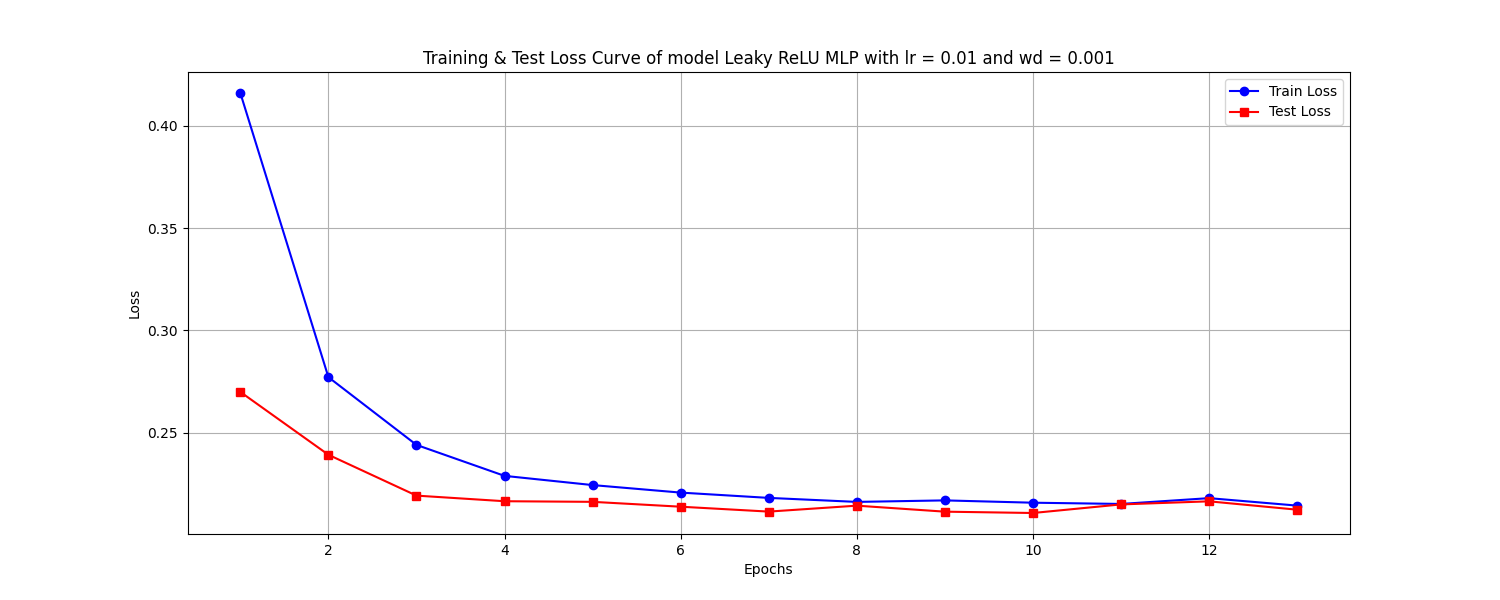 Training & Test Loss Curve of model Leaky ReLU MLP with lr = 0.01 and wd = 0.001
Train Loss
Test Loss
0.40
0.35
0.30
0.25
Loss
2 4 6 8 10 12
Epochs